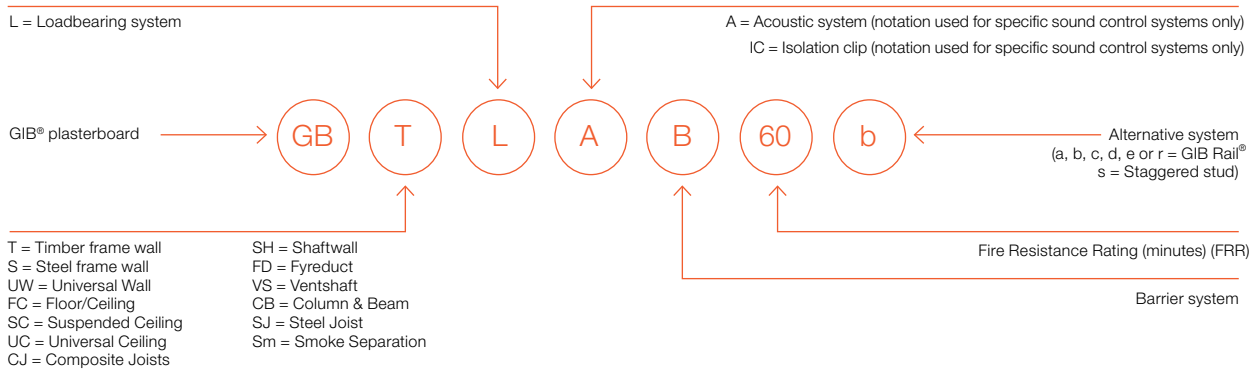 L = Loadbearing system
A = Acoustic system (notation used for specific sound control systems only)
IC = Isolation clip (notation used for specific sound control systems only)
GIB® plasterboard
GB T L A B 60 b
Alternative system
(a, b, c, d, e or r = GIB Rail®
s = Staggered stud)
T = Timber frame wall
S = Steel frame wall
UW = Universal Wall
FC = Floor/Ceiling
SC = Suspended Ceiling
UC = Universal Ceiling
CJ = Composite Joists
SH = Shaftwall
FD = Fyreduct
VS = Ventshaft
CB = Column & Beam
SJ = Steel Joist
Sm = Smoke Separation
Fire Resistance Rating (minutes) (FRR)
Barrier system